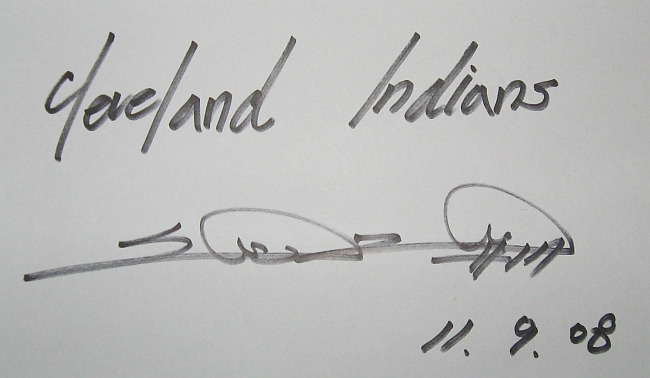 Cleveland Indians
11. 9. 08